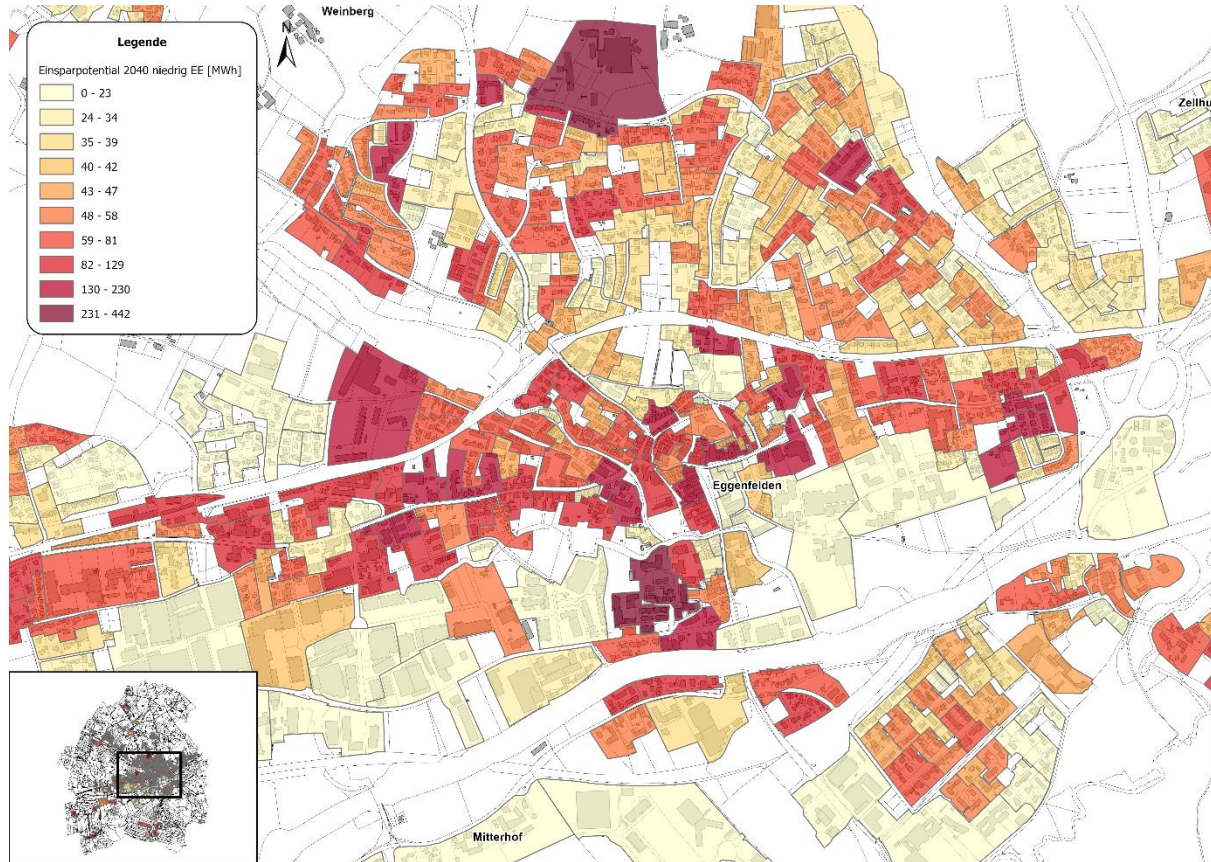 Weinberg
N
Legende
Einsparpotential 2040 niedrig EE [MWh]
0 - 23
24 - 34
35 - 39
40 - 42
43 - 47
48 - 58
59 - 81
82 - 129
130 - 230
231 - 442
Eggenfelden
Mitterhof